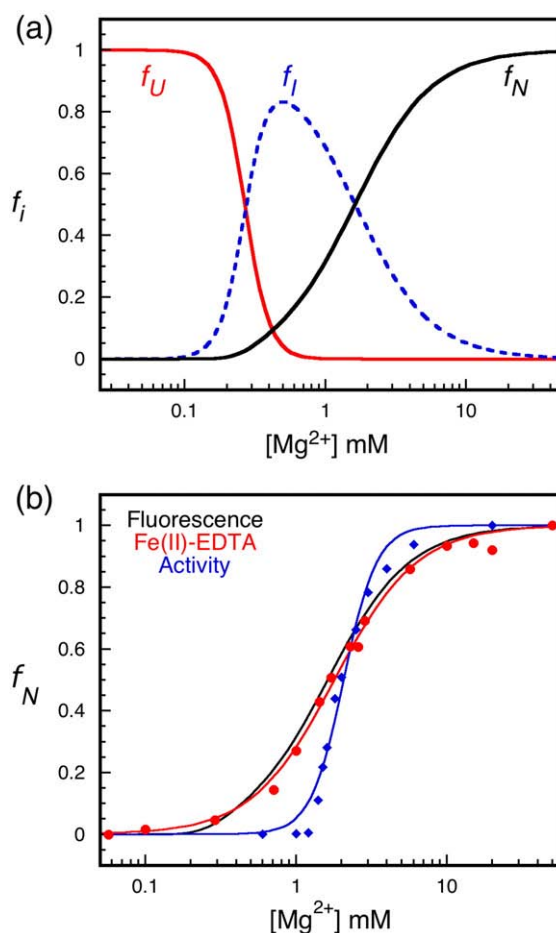 (a)
1
0.8
0.6
0.4
0.2
0
f_i
f_U
f_I
f_N
0.1
1
10
[Mg²⁺] mM
(b)
1
0.8
0.6
0.4
0.2
0
f_N
Fluorescence
Fe(II)-EDTA
Activity
0.1
1
10
[Mg²⁺] mM